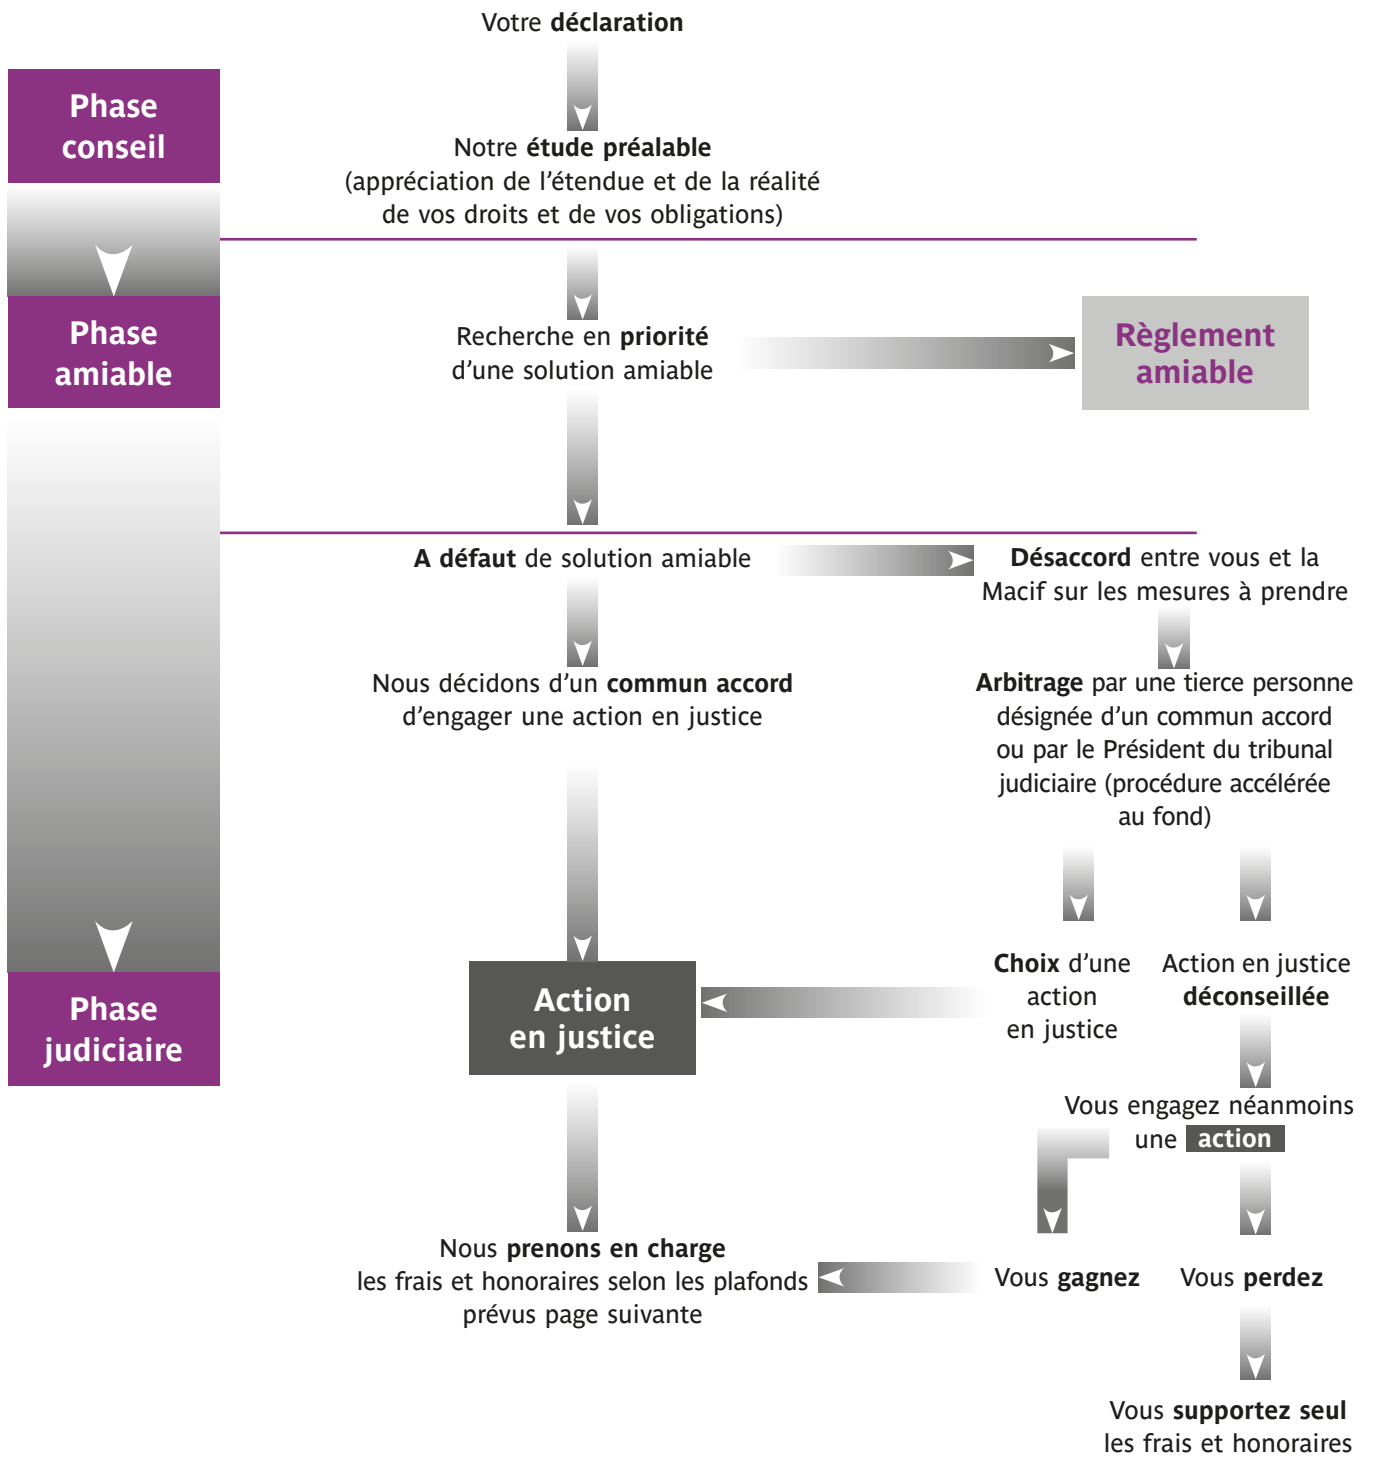 Votre déclaration
Phase
conseil
Notre étude préalable
(appréciation de l’étendue et de la réalité
de vos droits et de vos obligations)
Phase
amiable
Recherche en priorité
d’une solution amiable
Règlement
amiable
A défaut de solution amiable
Désaccord entre vous et la
Macif sur les mesures à prendre
Nous décidons d’un commun accord
d’engager une action en justice
Arbitrage par une tierce personne
désignée d’un commun accord
ou par le Président du tribunal
judiciaire (procédure accélérée
au fond)
Phase
judiciaire
Action
en justice
Choix d’une
action
en justice
Action en justice
déconseillée
Vous engagez néanmoins
une action
Nous prenons en charge
les frais et honoraires selon les plafonds
prévus page suivante
Vous gagnez
Vous perdez
Vous supportez seul
les frais et honoraires